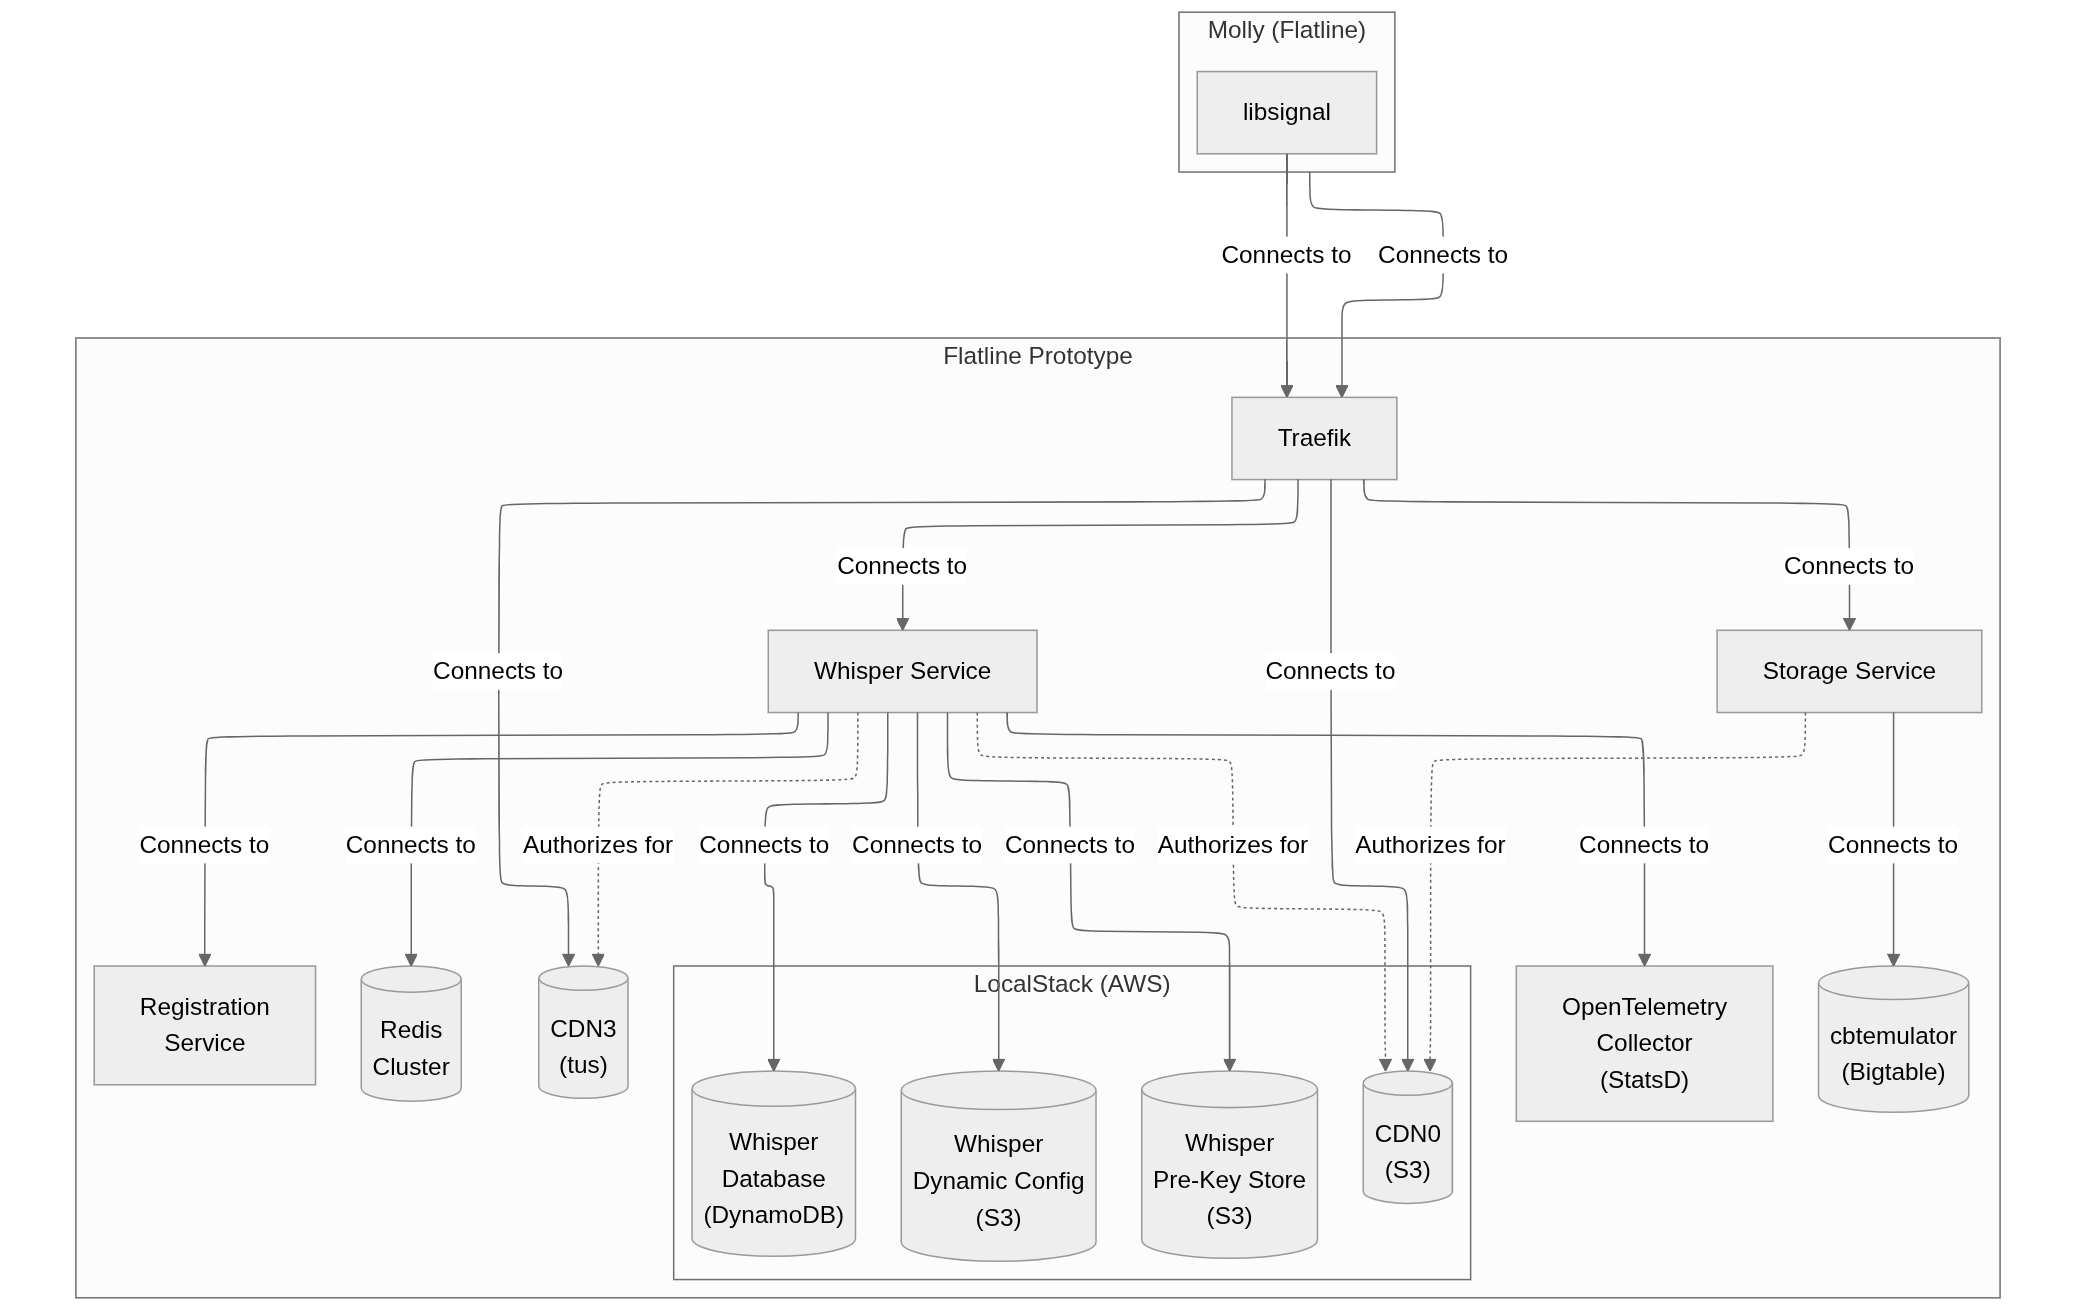 Molly (Flatline)
libsignal
Connects to
Connects to
Flatline Prototype
Traefik
Connects to
Connects to
Whisper Service
Storage Service
Connects to
Connects to
Connects to
Connects to
Authorizes for
Connects to
Connects to
Connects to
Authorizes for
Authorizes for
Connects to
Connects to
Registration
Service
Redis
Cluster
CDN3
(tus)
LocalStack (AWS)
Whisper
Database
(DynamoDB)
Whisper
Dynamic Config
(S3)
Whisper
Pre-Key Store
(S3)
CDN0
(S3)
OpenTelemetry
Collector
(StatsD)
cbtemulator
(Bigtable)